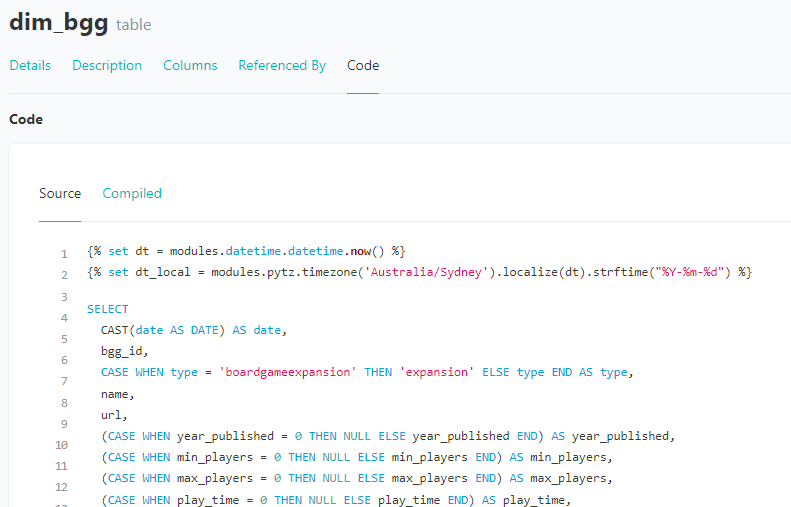 dim_bgg table
Details Description Columns Referenced By Code
Code
Source Compiled
1 {% set dt = modules.datetime.datetime.now() %}
2 {% set dt_local = modules.pytz.timezone('Australia/Sydney').localize(dt).strftime("%Y-%m-%d") %}
3
4 SELECT
5 CAST(date AS DATE) AS date,
6 bgg_id,
7 CASE WHEN type = 'boardgameexpansion' THEN 'expansion' ELSE type END AS type,
8 name,
9 url,
10 (CASE WHEN year_published = 0 THEN NULL ELSE year_published END) AS year_published,
11 (CASE WHEN min_players = 0 THEN NULL ELSE min_players END) AS min_players,
12 (CASE WHEN max_players = 0 THEN NULL ELSE max_players END) AS max_players,
(CASE WHEN play_time = 0 THEN NULL ELSE play_time END) AS play_time,